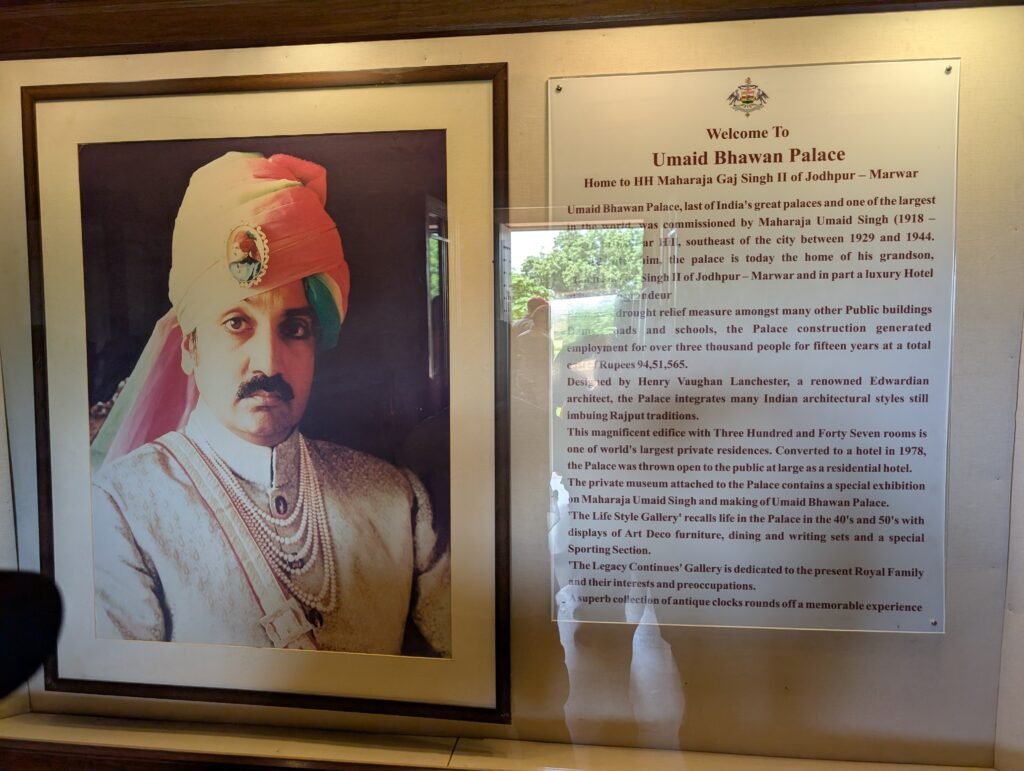 Welcome To
Umaid Bhawan Palace
Home to HH Maharaja Gaj Singh II of Jodhpur – Marwar
Umaid Bhawan Palace, last of India's great palaces and one of the largest
in the world, was commissioned by Maharaja Umaid Singh (1918 –
southeast of the city between 1929 and 1944.
him, the palace is today the home of his grandson,
Singh II of Jodhpur – Marwar and in part a luxury Hotel
drought relief measure amongst many other Public buildings
roads and schools, the Palace construction generated
employment for over three thousand people for fifteen years at a total
Rupees 94,51,565.
Designed by Henry Vaughan Lanchester, a renowned Edwardian
architect, the Palace integrates many Indian architectural styles still
imbuing Rajput traditions.
This magnificent edifice with Three Hundred and Forty Seven rooms is
one of world's largest private residences. Converted to a hotel in 1978,
the Palace was thrown open to the public at large as a residential hotel.
The private museum attached to the Palace contains a special exhibition
on Maharaja Umaid Singh and making of Umaid Bhawan Palace.
'The Life Style Gallery' recalls life in the Palace in the 40's and 50's with
displays of Art Deco furniture, dining and writing sets and a special
Sporting Section.
'The Legacy Continues' Gallery is dedicated to the present Royal Family
and their interests and preoccupations.
A superb collection of antique clocks rounds off a memorable experience